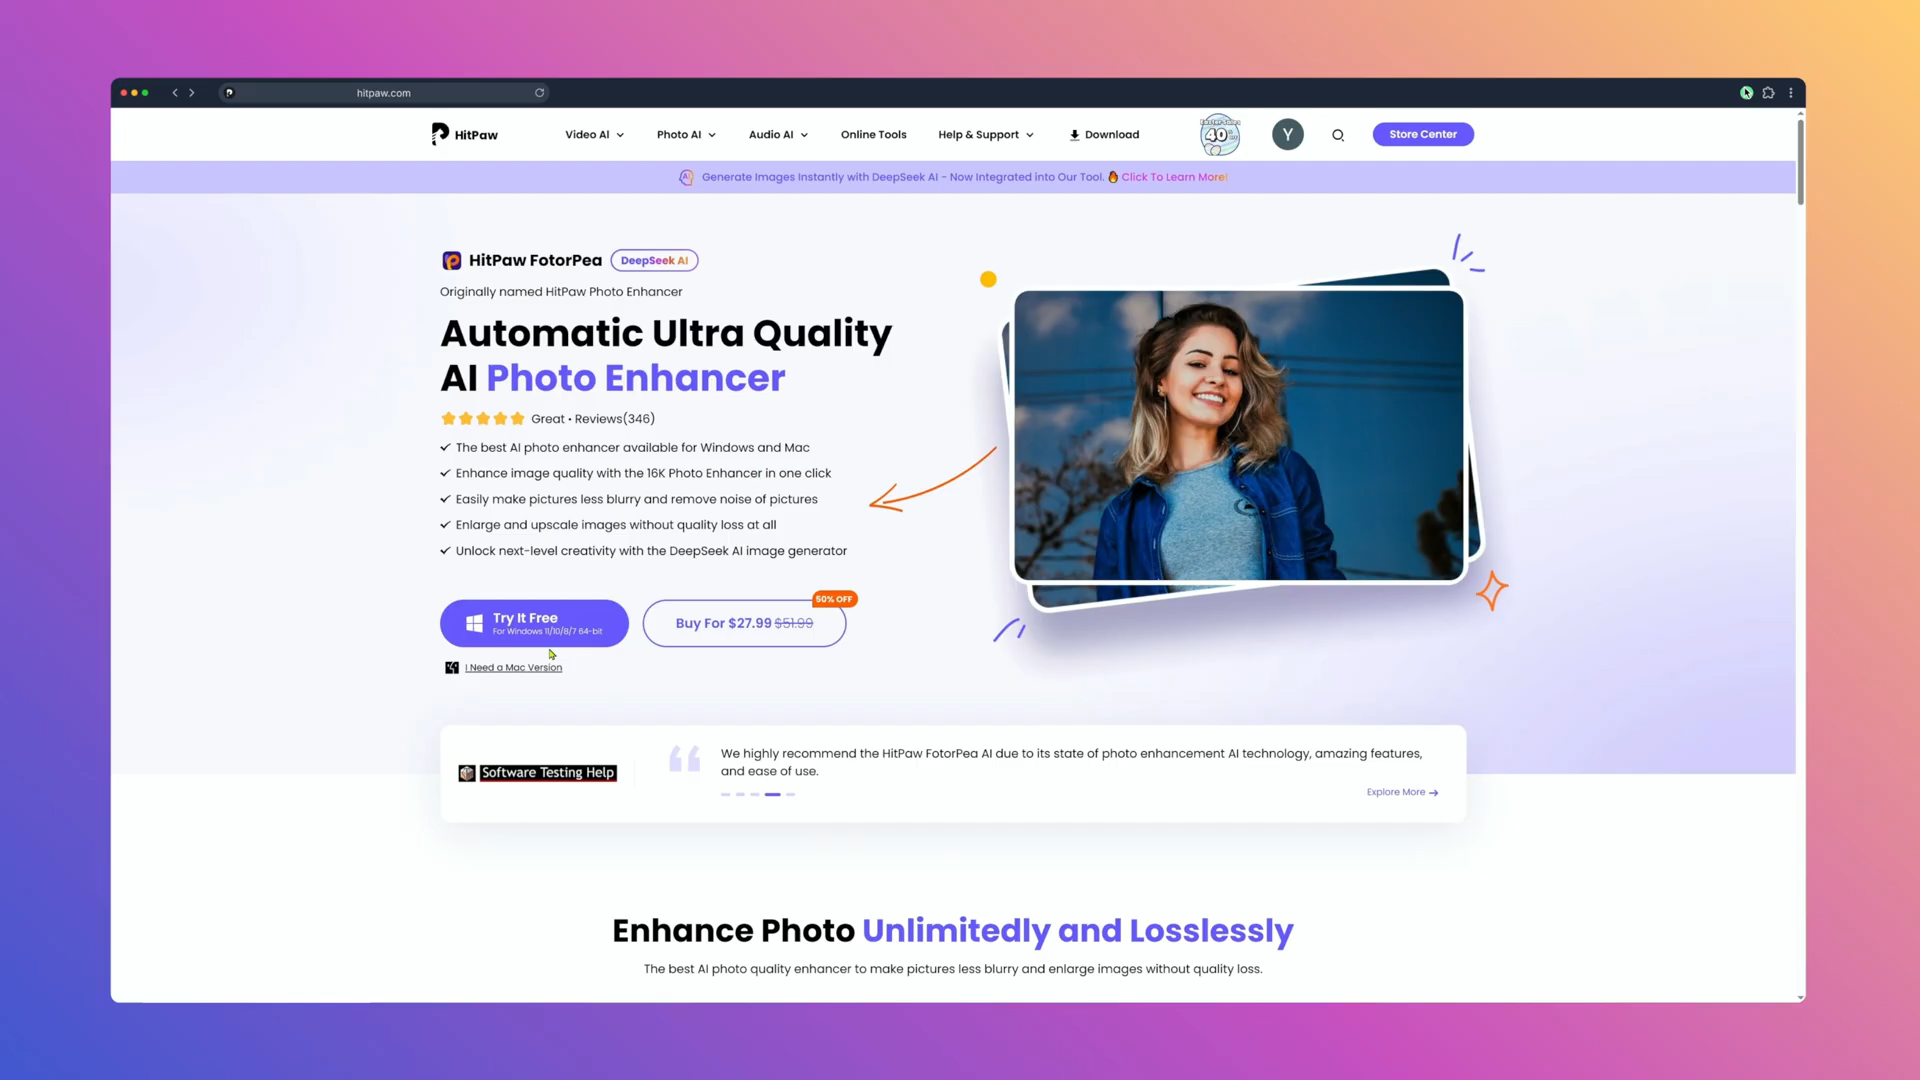 hitpaw.com
HitPaw
Video AI
Photo AI
Audio AI
Online Tools
Help & Support
Download
40
Y
Store Center
Generate Images Instantly with DeepSeek AI - Now Integrated into Our Tool. 🔥 Click To Learn More!
HitPaw FotorPea DeepSeek AI
Originally named HitPaw Photo Enhancer
Automatic Ultra Quality
AI Photo Enhancer
Great • Reviews(346)
The best AI photo enhancer available for Windows and Mac
Enhance image quality with the 16K Photo Enhancer in one click
Easily make pictures less blurry and remove noise of pictures
Enlarge and upscale images without quality loss at all
Unlock next-level creativity with the DeepSeek AI image generator
Try It Free
For Windows 11/10/8/7 64-bit
50% OFF
Buy For $27.99 $51.99
I Need a Mac Version
Software Testing Help
We highly recommend the HitPaw FotorPea AI due to its state of photo enhancement AI technology, amazing features,
and ease of use.
Explore More →
Enhance Photo Unlimitedly and Losslessly
The best AI photo quality enhancer to make pictures less blurry and enlarge images without quality loss.